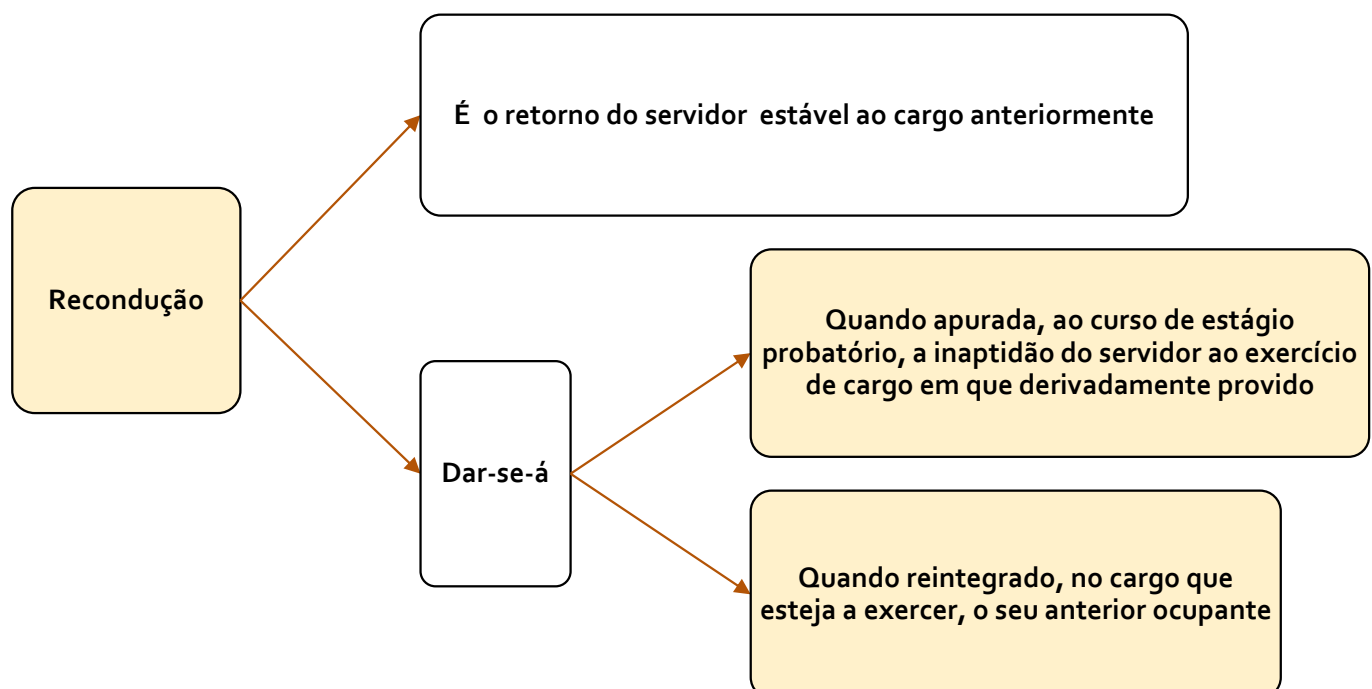 É o retorno do servidor estável ao cargo anteriormente
Recondução
Quando apurada, ao curso de estágio
probatório, a inaptidão do servidor ao exercício
de cargo em que derivadamente provido
Dar-se-á
Quando reintegrado, no cargo que
esteja a exercer, o seu anterior ocupante